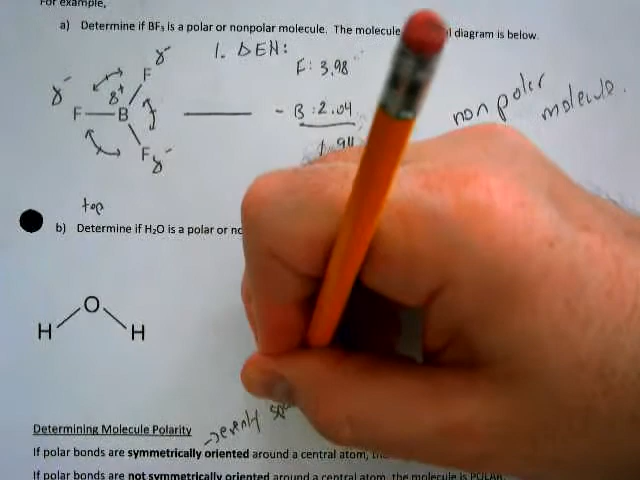 For example,
a) Determine if BF₃ is a polar or nonpolar molecule. The molecule diagram is below.
1. ΔEN:
F: 3.98
- B: 2.04
1.94
nonpolar molecule.
δ-
δ-
F
δ+
F B
F δ-
top
b) Determine if H₂O is a polar or
O
H H
→ evenly
Determining Molecule Polarity
If polar bonds are symmetrically oriented around a central atom,
If polar bonds are not symmetrically oriented around a central atom, the molecule is POLAR.